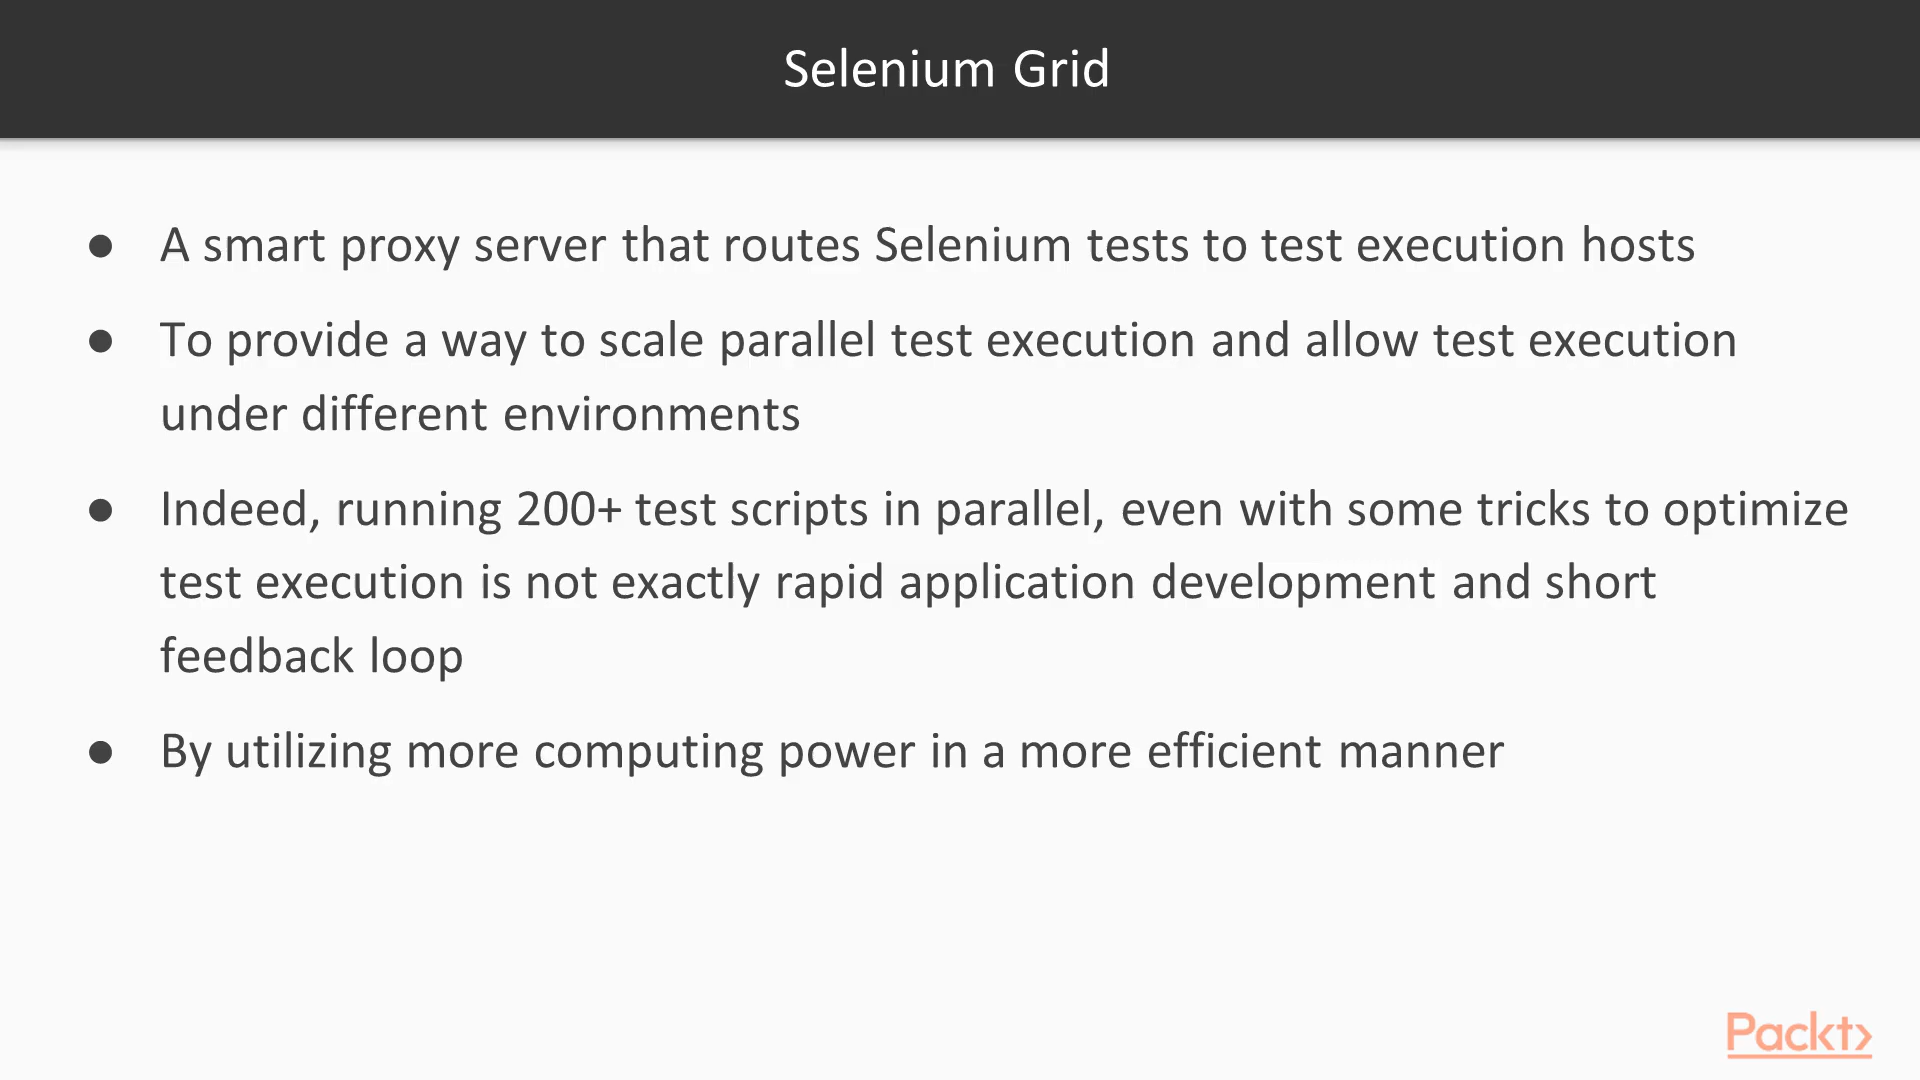 Selenium Grid
● A smart proxy server that routes Selenium tests to test execution hosts
● To provide a way to scale parallel test execution and allow test execution
under different environments
● Indeed, running 200+ test scripts in parallel, even with some tricks to optimize
test execution is not exactly rapid application development and short
feedback loop
● By utilizing more computing power in a more efficient manner
Packt>